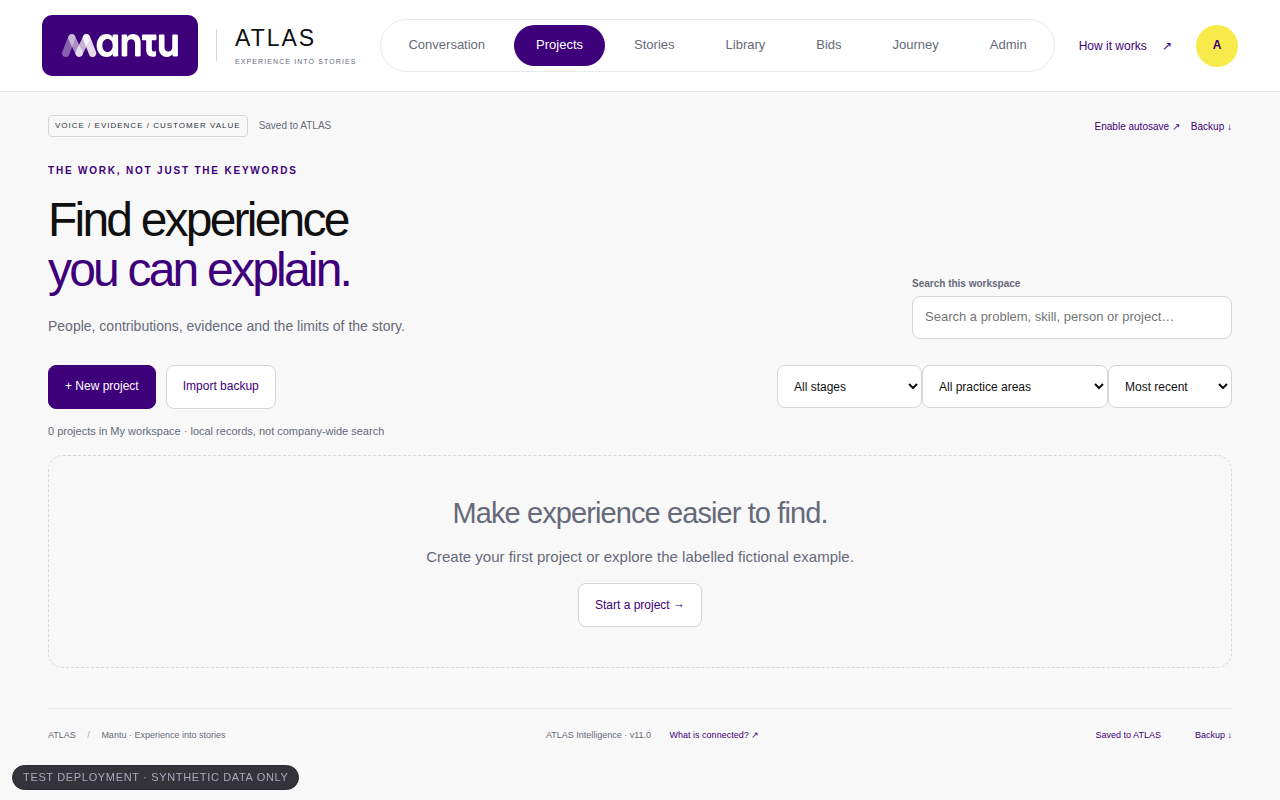 mantu
ATLAS
EXPERIENCE INTO STORIES
Conversation
Projects
Stories
Library
Bids
Journey
Admin
How it works ↗
A
VOICE / EVIDENCE / CUSTOMER VALUE
Saved to ATLAS
Enable autosave ↗
Backup ↓
THE WORK, NOT JUST THE KEYWORDS
Find experience
you can explain.
People, contributions, evidence and the limits of the story.
Search this workspace
Search a problem, skill, person or project…
+ New project
Import backup
All stages
All practice areas
Most recent
0 projects in My workspace · local records, not company-wide search
Make experience easier to find.
Create your first project or explore the labelled fictional example.
Start a project →
ATLAS / Mantu · Experience into stories
ATLAS Intelligence · v11.0
What is connected? ↗
Saved to ATLAS
Backup ↓
TEST DEPLOYMENT · SYNTHETIC DATA ONLY